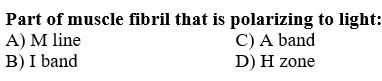 Part of muscle fibril that is polarizing to light:
A) M line C) A band
B) I band D) H zone